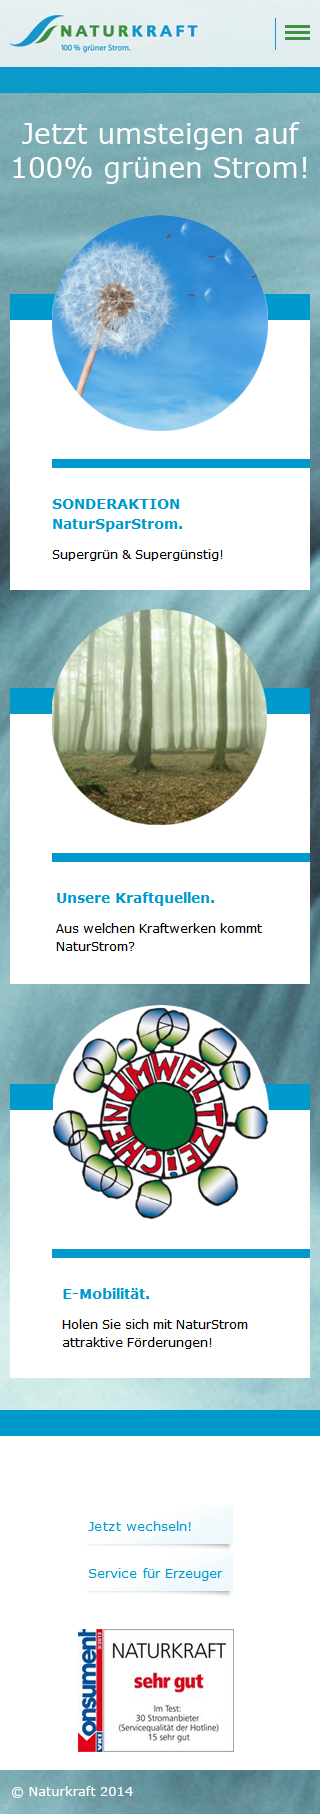 NATURKRAFT
100 % grüner Strom.
Jetzt umsteigen auf
100% grünen Strom!
SONDERAKTION
NaturSparStrom.
Supergrün & Supergünstig!
Unsere Kraftquellen.
Aus welchen Kraftwerken kommt
NaturStrom?
UMWELTZEICHEN
E-Mobilität.
Holen Sie sich mit NaturStrom
attraktive Förderungen!
Jetzt wechseln!
Service für Erzeuger
Konsument
VKI
NATURKRAFT
sehr gut
Im Test:
30 Stromanbieter
(Servicequalität der Hotline)
15 sehr gut
© Naturkraft 2014